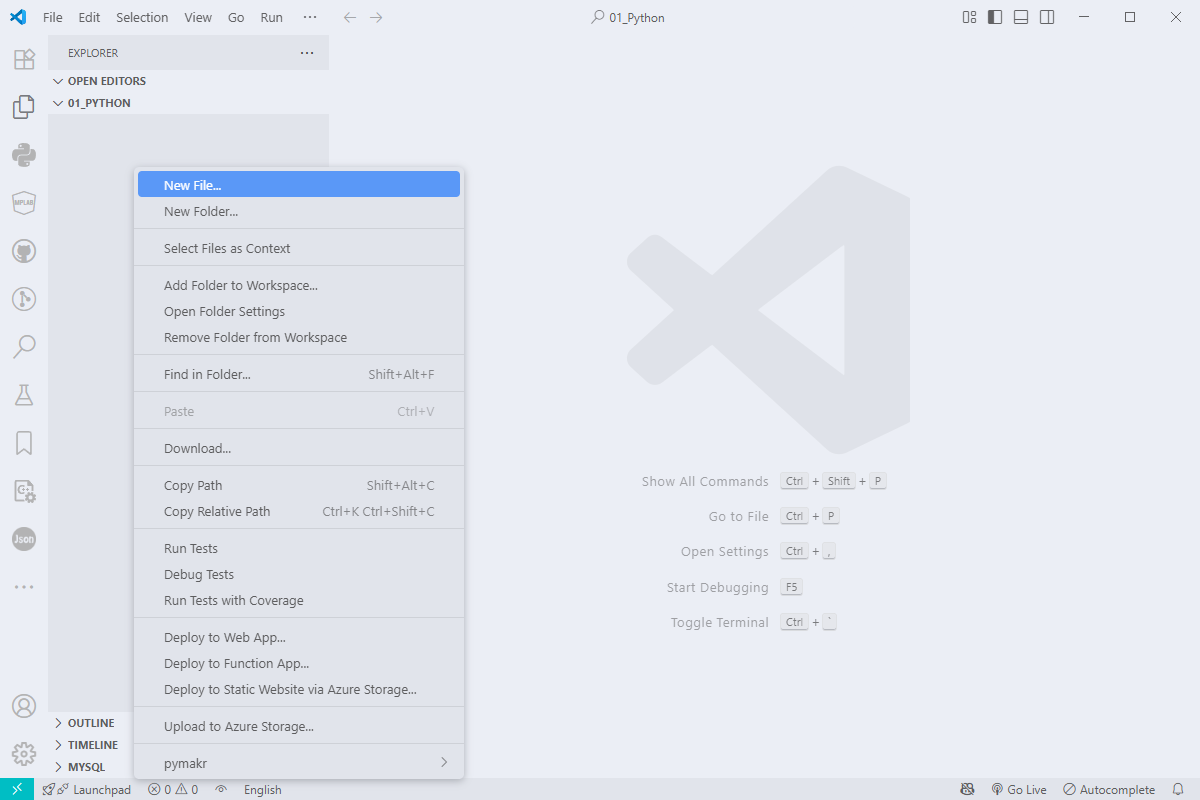 File Edit Selection View Go Run ···
01_Python
EXPLORER ···
OPEN EDITORS
01_PYTHON
New File...
New Folder...
Select Files as Context
Add Folder to Workspace...
Open Folder Settings
Remove Folder from Workspace
Find in Folder... Shift+Alt+F
Paste Ctrl+V
Download...
Copy Path Shift+Alt+C
Copy Relative Path Ctrl+K Ctrl+Shift+C
Run Tests
Debug Tests
Run Tests with Coverage
Deploy to Web App...
Deploy to Function App...
Deploy to Static Website via Azure Storage...
Upload to Azure Storage...
pymakr
MPLAB
Json
OUTLINE
TIMELINE
MYSQL
Show All Commands Ctrl + Shift + P
Go to File Ctrl + P
Open Settings Ctrl + ,
Start Debugging F5
Toggle Terminal Ctrl + `
Launchpad 0 0 English Go Live Autocomplete